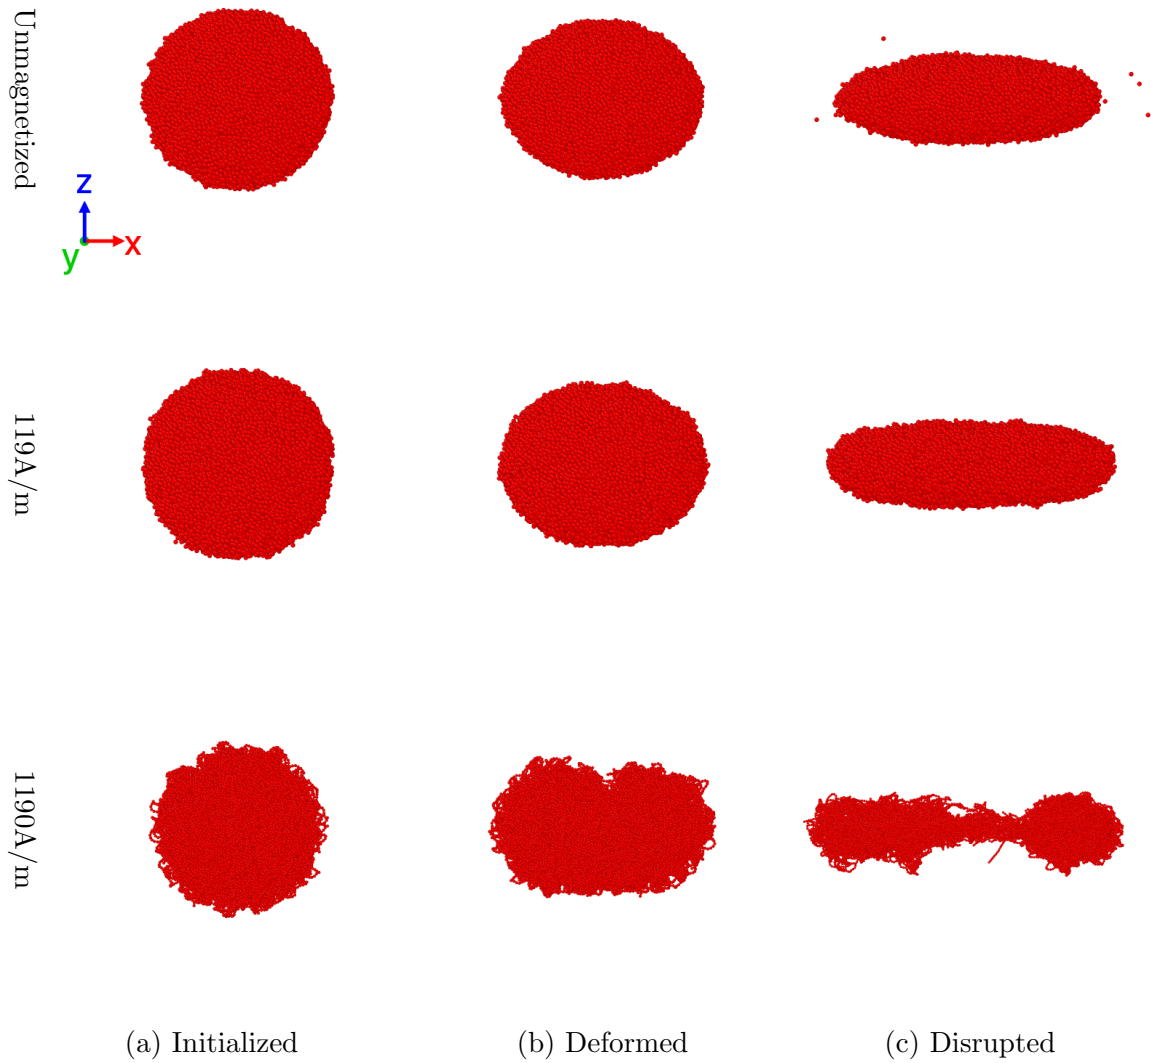 Unmagnetized
z
x
y
119A/m
1190A/m
(a) Initialized
(b) Deformed
(c) Disrupted